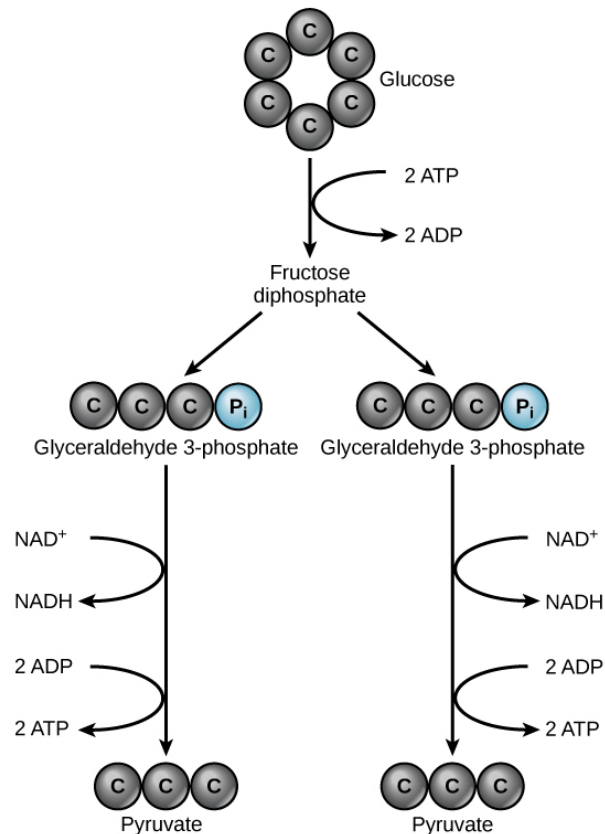 C
C
C
C
C
C
Glucose
2 ATP
2 ADP
Fructose
diphosphate
C C C Pi
C C C Pi
Glyceraldehyde 3-phosphate
Glyceraldehyde 3-phosphate
NAD⁺
NAD⁺
NADH
NADH
2 ADP
2 ADP
2 ATP
2 ATP
C C C
C C C
Pyruvate
Pyruvate